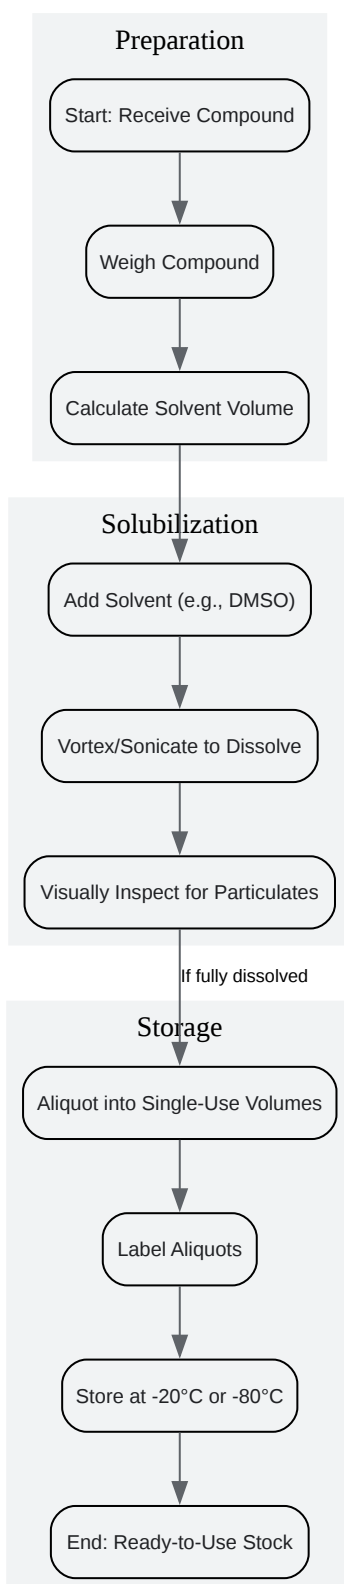 Preparation
Start: Receive Compound
Weigh Compound
Calculate Solvent Volume
Solubilization
Add Solvent (e.g., DMSO)
Vortex/Sonicate to Dissolve
Visually Inspect for Particulates
If fully dissolved
Storage
Aliquot into Single-Use Volumes
Label Aliquots
Store at -20°C or -80°C
End: Ready-to-Use Stock